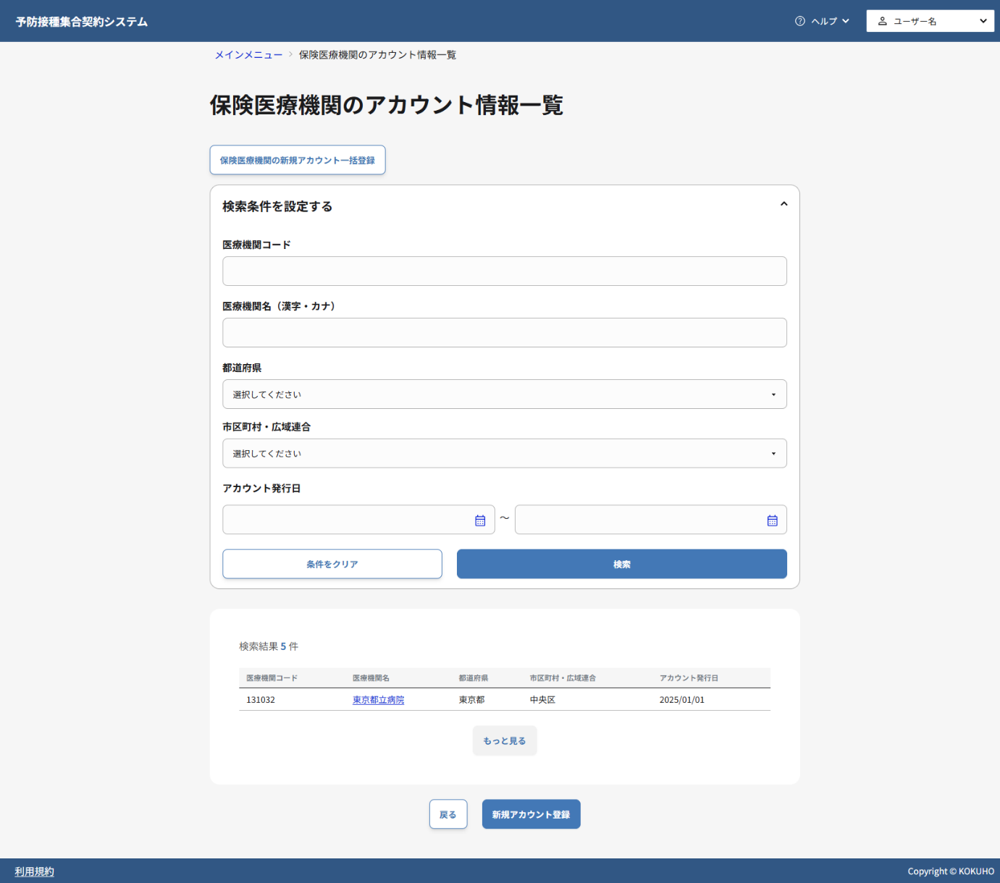 予防接種集合契約システム
ヘルプ
ユーザー名
メインメニュー > 保険医療機関のアカウント情報一覧
保険医療機関のアカウント情報一覧
保険医療機関の新規アカウント一括登録
検索条件を設定する
医療機関コード
医療機関名（漢字・カナ）
都道府県
選択してください
市区町村・広域連合
選択してください
アカウント発行日
～
条件をクリア
検索
検索結果 5 件
医療機関コード 医療機関名 都道府県 市区町村・広域連合 アカウント発行日
131032 東京都立病院 東京都 中央区 2025/01/01
もっと見る
戻る
新規アカウント登録
利用規約
Copyright © KOKUHO